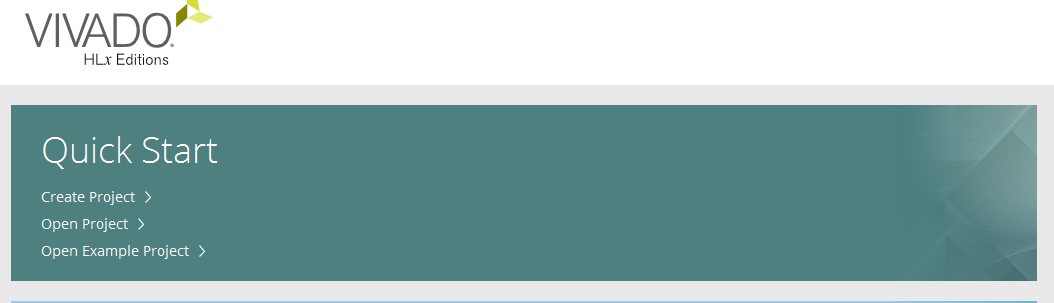 VIVADO®
HLx Editions
Quick Start
Create Project >
Open Project >
Open Example Project >